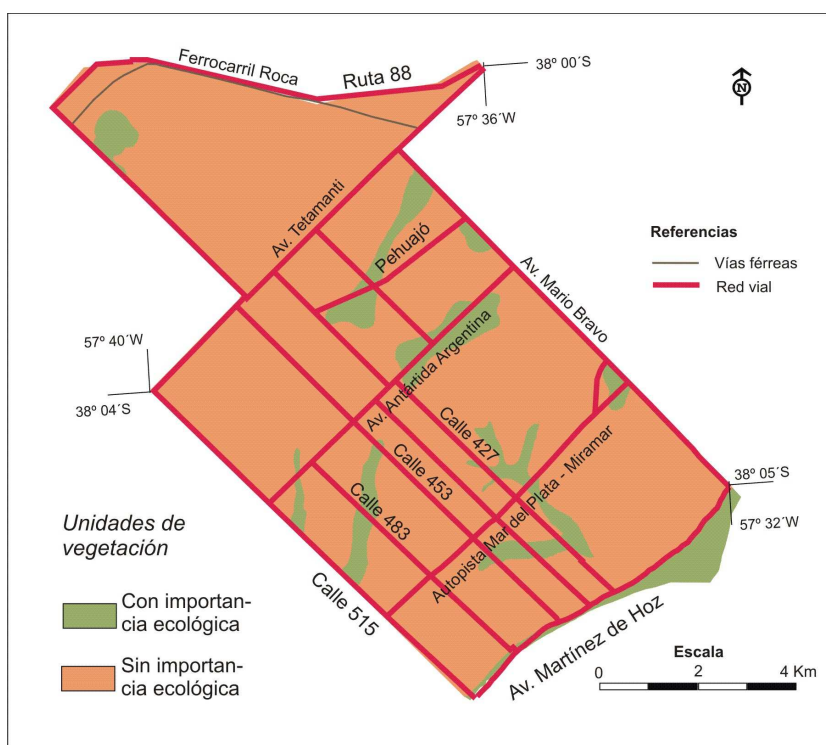 Ferrocarril Roca
Ruta 88
38º 00´S
57º 36´W
N
Av. Tetamanti
Pehuajó
Av. Mario Bravo
Referencias
Vías férreas
Red vial
57º 40´W
38º 04´S
Av. Antártida Argentina
Calle 427
Calle 453
Calle 483
Autopista Mar del Plata - Miramar
38º 05´S
57º 32´W
Calle 515
Av. Martínez de Hoz
Unidades de
vegetación
Con importan-
cia ecológica
Sin importan-
cia ecológica
Escala
0 2 4 Km